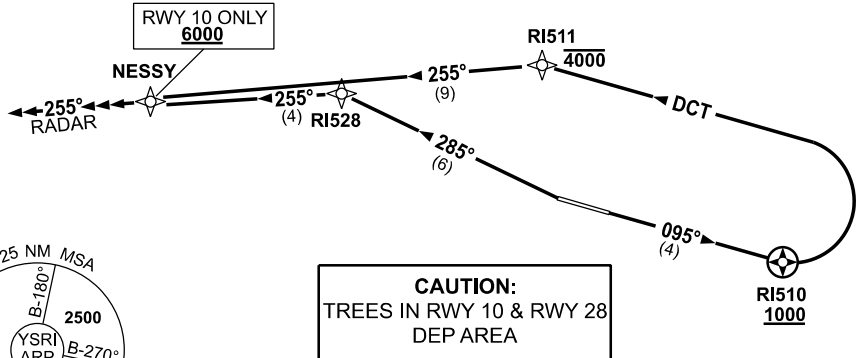 RWY 10 ONLY
6000
NESSY
RI511
4000
255°
(9)
255°
(4)
RI528
255°
RADAR
DCT
285°
(6)
095°
(4)
RI510
1000
25 NM MSA
B-180°
2500
YSRI
ARP
B-270°
CAUTION:
TREES IN RWY 10 & RWY 28
DEP AREA